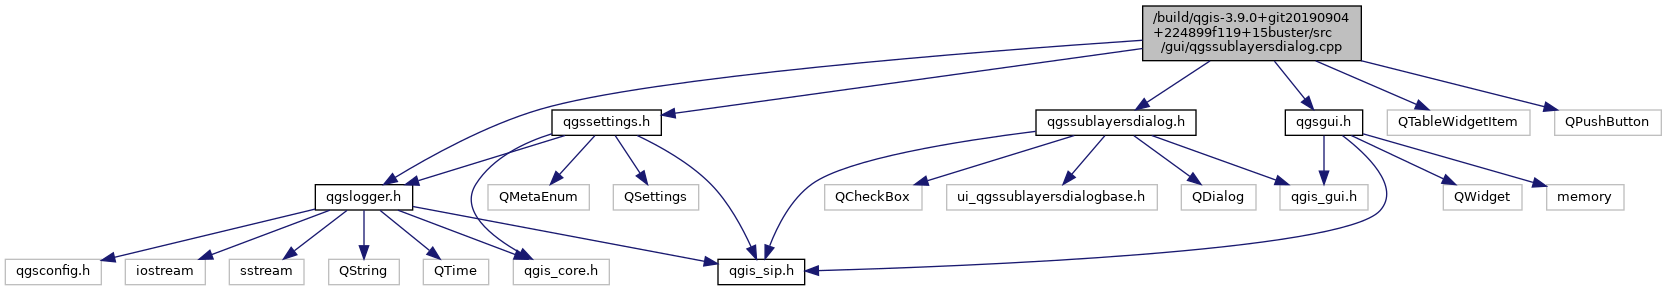 /build/qgis-3.9.0+git20190904
+224899f119+15buster/src
/gui/qgssublayersdialog.cpp
qgssettings.h
qgssublayersdialog.h
qgsgui.h
QTableWidgetItem
QPushButton
qgslogger.h
QMetaEnum
QSettings
QCheckBox
ui_qgssublayersdialogbase.h
QDialog
qgis_gui.h
QWidget
memory
qgsconfig.h
iostream
sstream
QString
QTime
qgis_core.h
qgis_sip.h